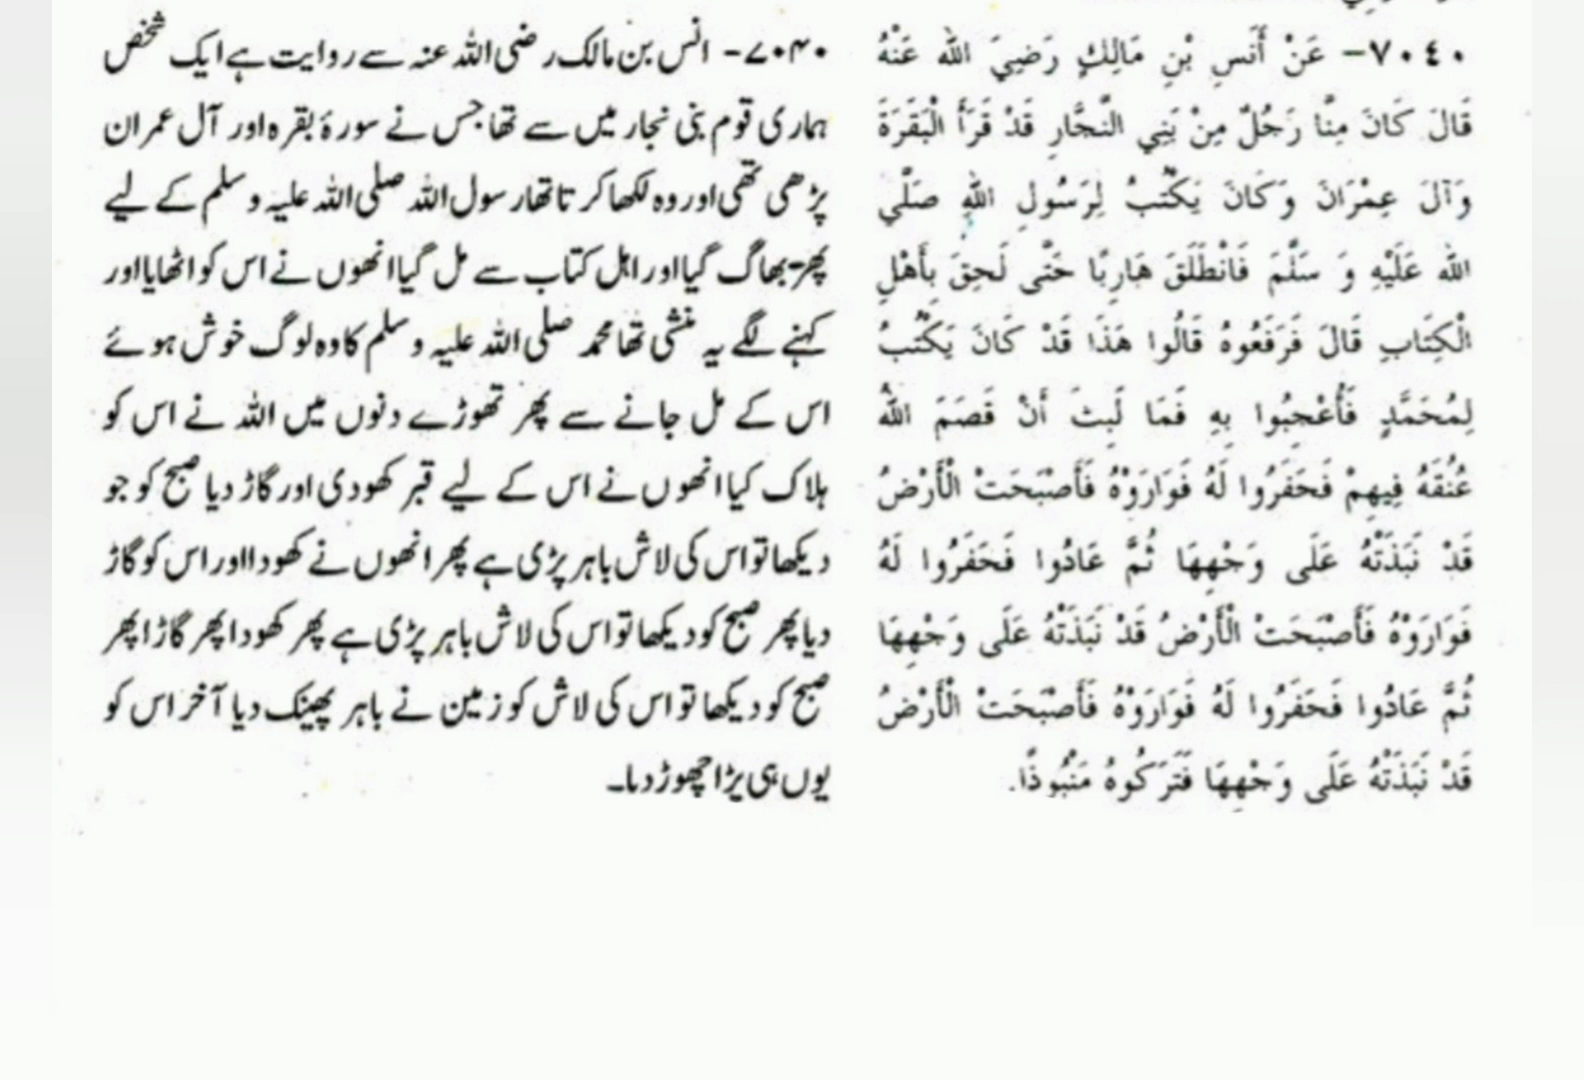 ٧٠٤٠- عَنْ أَنَسِ بْنِ مَالِكٍ رَضِيَ الله عَنْهُ
قَالَ كَانَ مِنَّا رَجُلٌ مِنْ بَنِي النَّجَّارِ قَدْ قَرَأَ الْبَقَرَةَ
وَآلَ عِمْرَانَ وَكَانَ يَكْتُبُ لِرَسُولِ اللهِ صَلَّي
الله عَلَيْهِ وَ سَلَّمَ فَانْطَلَقَ هَارِبًا حَتَّى لَحِقَ بِأَهْلِ
الْكِتَابِ قَالَ فَرَفَعُوهُ قَالُوا هَذَا قَدْ كَانَ يَكْتُبُ
لِمُحَمَّدٍ فَأُعْجِبُوا بِهِ فَمَا لَبِثَ أَنْ قَصَمَ اللهُ
عُنُقَهُ فِيهِمْ فَحَفَرُوا لَهُ فَوَارَوْهُ فَأَصْبَحَتْ الْأَرْضُ
قَدْ نَبَذَتْهُ عَلَى وَجْهِهَا ثُمَّ عَادُوا فَحَفَرُوا لَهُ
فَوَارَوْهُ فَأَصْبَحَتْ الْأَرْضُ قَدْ نَبَذَتْهُ عَلَى وَجْهِهَا
ثُمَّ عَادُوا فَحَفَرُوا لَهُ فَوَارَوْهُ فَأَصْبَحَتْ الْأَرْضُ
قَدْ نَبَذَتْهُ عَلَى وَجْهِهَا فَتَرَكُوهُ مَنْبُوذًا.
۷۰۴۰- انس بن مالک رضی اللہ عنہ سے روایت ہے ایک شخص
ہماری قوم بنی نجار میں سے تھا جس نے سورۂ بقرہ اور آل عمران
پڑھی تھی اور وہ لکھا کرتا تھا رسول اللہ صلی اللہ علیہ وسلم کے لیے
پھر بھاگ گیا اور اہل کتاب سے مل گیا انھوں نے اس کو اٹھایا اور
کہنے لگے یہ منشی تھا محمد صلی اللہ علیہ وسلم کا وہ لوگ خوش ہوئے
اس کے مل جانے سے پھر تھوڑے دنوں میں اللہ نے اس کو
ہلاک کیا انھوں نے اس کے لیے قبر کھودی اور گاڑ دیا صبح کو جو
دیکھا تو اس کی لاش باہر پڑی ہے پھر انھوں نے کھودا اور اس کو گاڑ
دیا پھر صبح کو دیکھا تو اس کی لاش باہر پڑی ہے پھر کھودا پھر گاڑا پھر
صبح کو دیکھا تو اس کی لاش کو زمین نے باہر پھینک دیا آخر اس کو
یوں ہی پڑا چھوڑ دیا۔